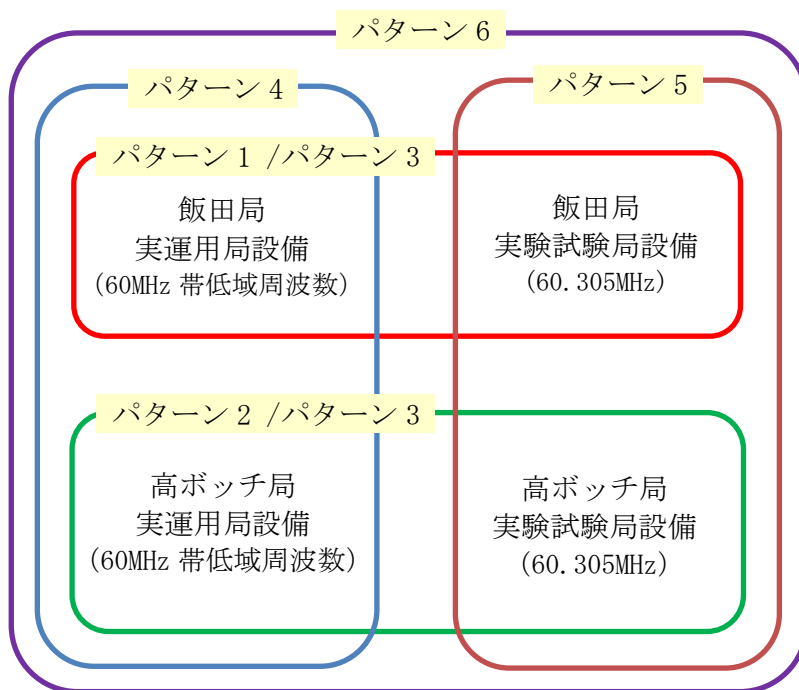 パターン 6
パターン 4
パターン 5
パターン 1 /パターン 3
飯田局
実運用局設備
(60MHz 帯低域周波数)
飯田局
実験試験局設備
(60.305MHz)
パターン 2 /パターン 3
高ボッチ局
実運用局設備
(60MHz 帯低域周波数)
高ボッチ局
実験試験局設備
(60.305MHz)